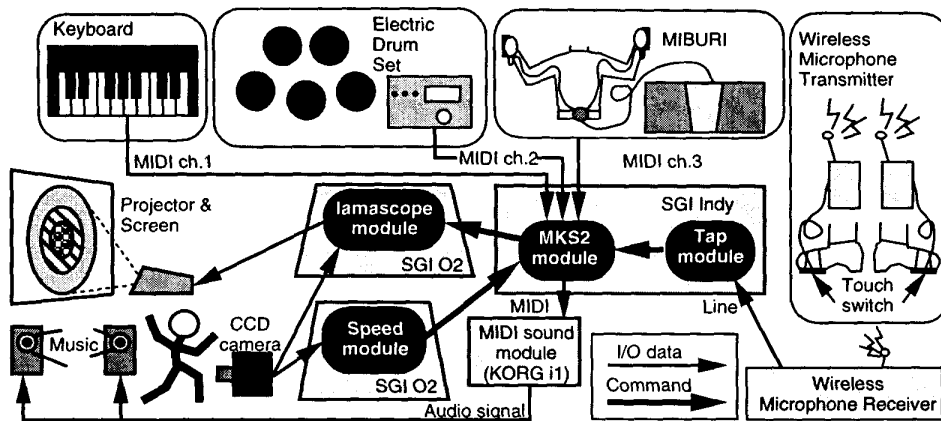 Keyboard
Electric
Drum
Set
MIBURI
Wireless
Microphone
Transmitter
MIDI ch.1
MIDI ch.2
MIDI ch.3
Projector &
Screen
Iamascope
module
SGI O2
SGI Indy
MKS2
module
Tap
module
Touch
switch
MIDI
Line
Music
CCD
camera
Speed
module
SGI O2
MIDI sound
module
(KORG i1)
I/O data
Command
Wireless
Microphone Receiver
Audio signal